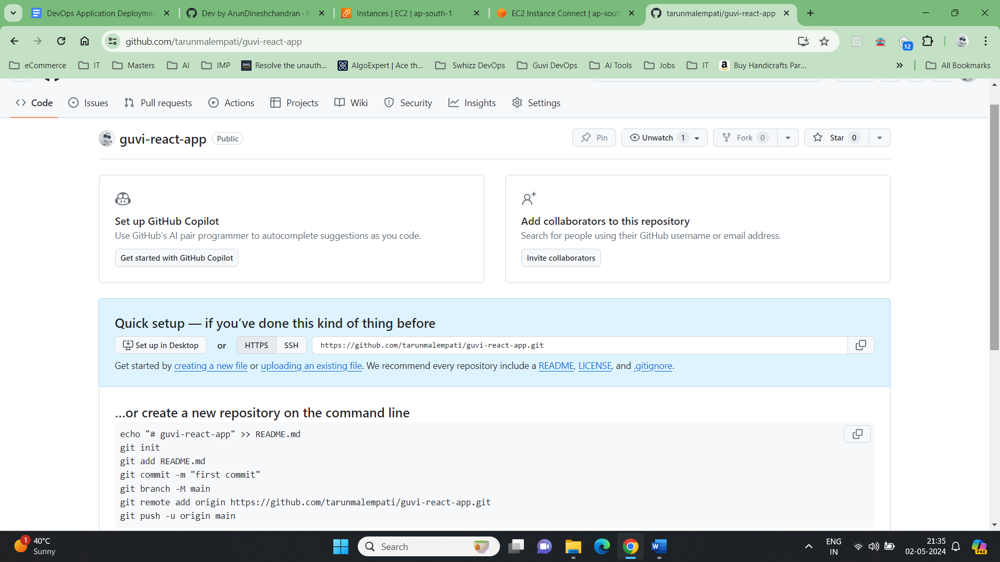 DevOps Application Deploymen
Dev by ArunDineshchandran · P
Instances | EC2 | ap-south-1
EC2 Instance Connect | ap-sout
tarunmalempati/guvi-react-app
github.com/tarunmalempati/guvi-react-app
12
eCommerce
IT
Masters
AI
IMP
aws
Resolve the unauth...
AlgoExpert | Ace th...
Swhizz DevOps
Guvi DevOps
AI Tools
Jobs
IT
Buy Handicrafts Par...
All Bookmarks
Code
Issues
Pull requests
Actions
Projects
Wiki
Security
Insights
Settings
guvi-react-app
Public
Pin
Unwatch 1
Fork 0
Star 0
Set up GitHub Copilot
Use GitHub's AI pair programmer to autocomplete suggestions as you code.
Get started with GitHub Copilot
Add collaborators to this repository
Search for people using their GitHub username or email address.
Invite collaborators
Quick setup — if you’ve done this kind of thing before
Set up in Desktop
or
HTTPS
SSH
https://github.com/tarunmalempati/guvi-react-app.git
Get started by creating a new file or uploading an existing file. We recommend every repository include a README, LICENSE, and .gitignore.
…or create a new repository on the command line
echo "# guvi-react-app" >> README.md
git init
git add README.md
git commit -m "first commit"
git branch -M main
git remote add origin https://github.com/tarunmalempati/guvi-react-app.git
git push -u origin main
1
40°C
Sunny
Search
W
ENG
IN
21:35
02-05-2024
PRE